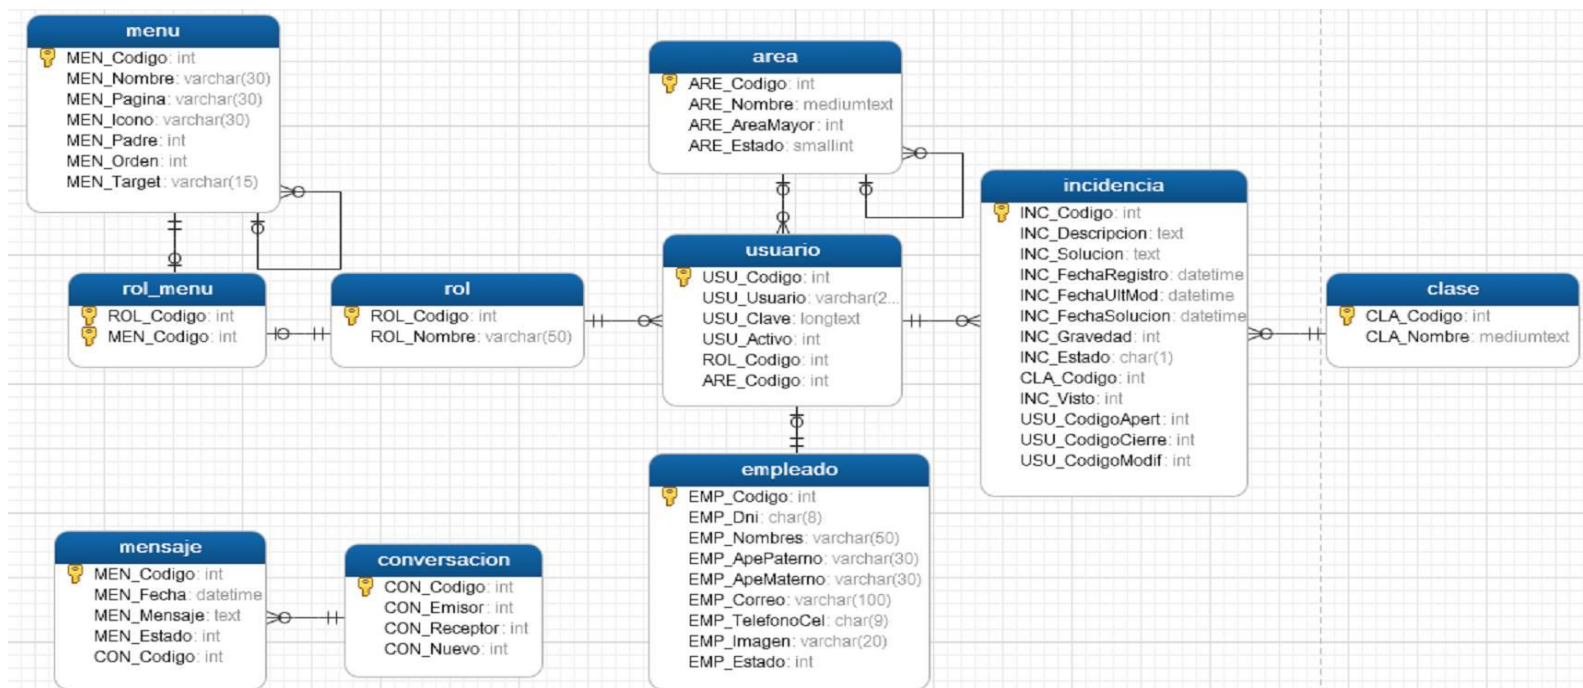 menu
MEN_Codigo: int
MEN_Nombre: varchar(30)
MEN_Pagina: varchar(30)
MEN_Icono: varchar(30)
MEN_Padre: int
MEN_Orden: int
MEN_Target: varchar(15)
area
ARE_Codigo: int
ARE_Nombre: mediumtext
ARE_AreaMayor: int
ARE_Estado: smallint
incidencia
INC_Codigo: int
INC_Descripcion: text
INC_Solucion: text
INC_FechaRegistro: datetime
INC_FechaUltMod: datetime
INC_FechaSolucion: datetime
INC_Gravedad: int
INC_Estado: char(1)
CLA_Codigo: int
INC_Visto: int
USU_CodigoApert: int
USU_CodigoCierre: int
USU_CodigoModif: int
rol_menu
ROL_Codigo: int
MEN_Codigo: int
rol
ROL_Codigo: int
ROL_Nombre: varchar(50)
usuario
USU_Codigo: int
USU_Usuario: varchar(2...
USU_Clave: longtext
USU_Activo: int
ROL_Codigo: int
ARE_Codigo: int
clase
CLA_Codigo: int
CLA_Nombre: mediumtext
mensaje
MEN_Codigo: int
MEN_Fecha: datetime
MEN_Mensaje: text
MEN_Estado: int
CON_Codigo: int
conversacion
CON_Codigo: int
CON_Emisor: int
CON_Receptor: int
CON_Nuevo: int
empleado
EMP_Codigo: int
EMP_Dni: char(8)
EMP_Nombres: varchar(50)
EMP_ApePaterno: varchar(30)
EMP_ApeMaterno: varchar(30)
EMP_Correo: varchar(100)
EMP_TelefonoCel: char(9)
EMP_Imagen: varchar(20)
EMP_Estado: int